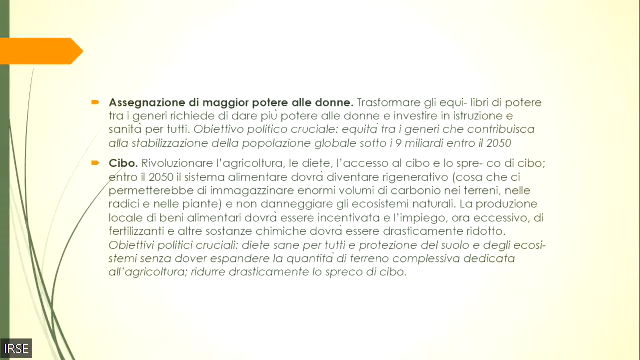 Assegnazione di maggior potere alle donne. Trasformare gli equi- libri di potere
tra i generi richiede di dare più potere alle donne e investire in istruzione e
sanità per tutti. Obiettivo politico cruciale: equità tra i generi che contribuisca
alla stabilizzazione della popolazione globale sotto i 9 miliardi entro il 2050
Cibo. Rivoluzionare l'agricoltura, le diete, l'accesso al cibo e lo spre- co di cibo;
entro il 2050 il sistema alimentare dovrà diventare rigenerativo (cosa che ci
permetterebbe di immagazzinare enormi volumi di carbonio nei terreni, nelle
radici e nelle piante) e non danneggiare gli ecosistemi naturali. La produzione
locale di beni alimentari dovrà essere incentivata e l'impiego, ora eccessivo, di
fertilizzanti e altre sostanze chimiche dovrà essere drasticamente ridotto.
Obiettivi politici cruciali: diete sane per tutti e protezione del suolo e degli ecosi-
stemi senza dover espandere la quantità di terreno complessiva dedicata
all'agricoltura; ridurre drasticamente lo spreco di cibo.
IRSE